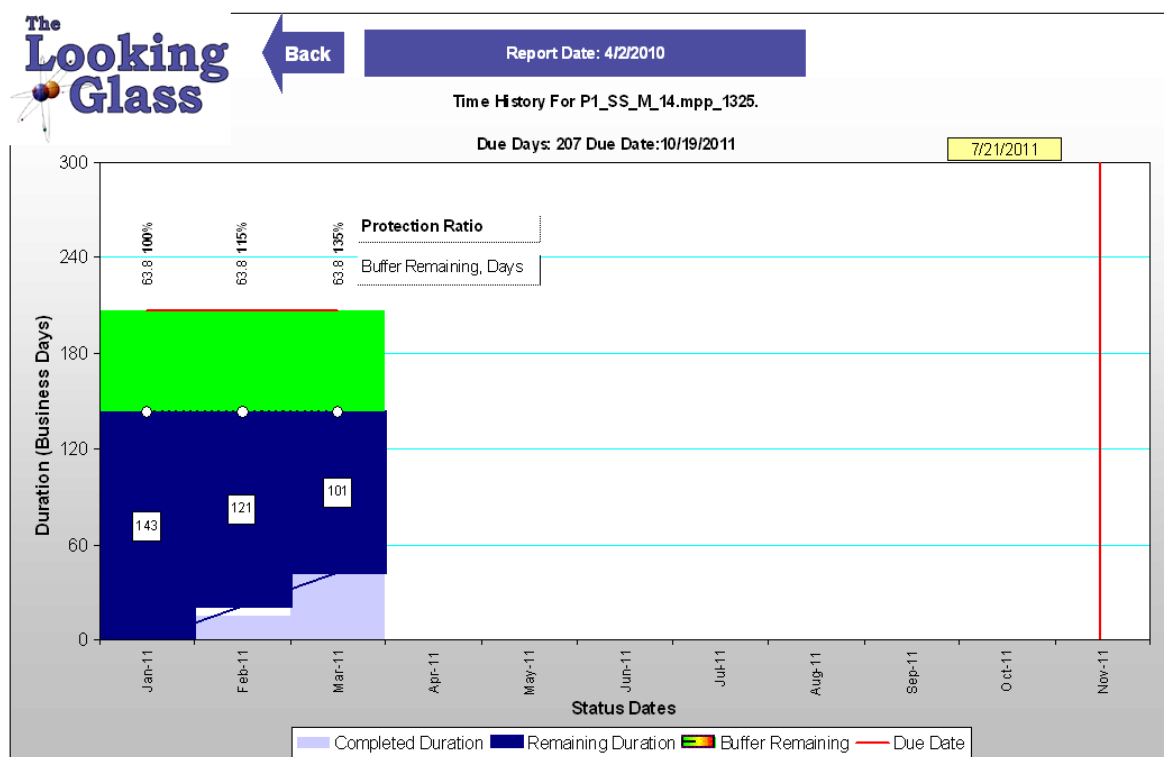 The
Looking
Glass
Back
Report Date: 4/2/2010
Time History For P1_SS_M_14.mpp_1325.
Due Days: 207 Due Date:10/19/2011
7/21/2011
300
240
180
120
60
0
Duration (Business Days)
63.8 100%
63.8 115%
63.8 135%
Protection Ratio
Buffer Remaining, Days
143
121
101
Jan-11
Feb-11
Mar-11
Apr-11
May-11
Jun-11
Jul-11
Aug-11
Sep-11
Oct-11
Nov-11
Status Dates
Completed Duration Remaining Duration Buffer Remaining Due Date